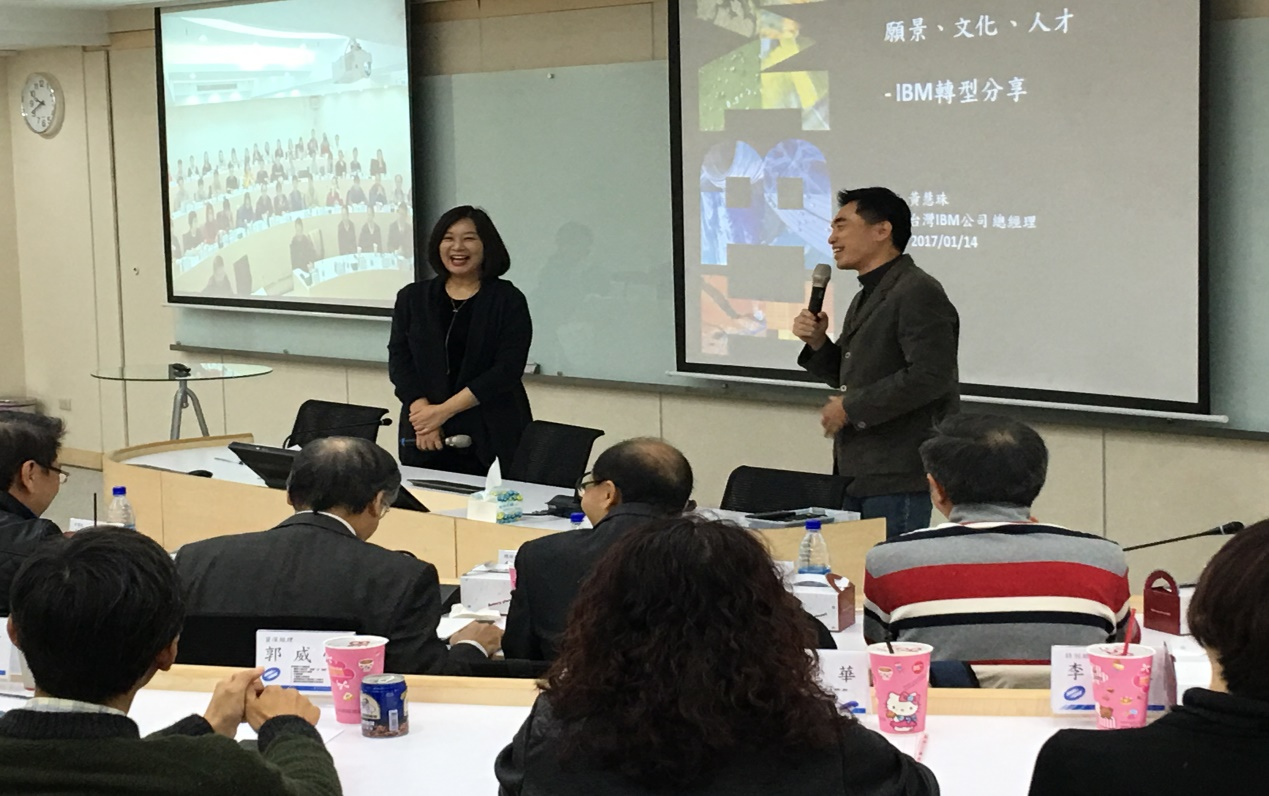 願景、文化、人才
- IBM轉型分享
黃慧珠
台灣IBM公司 總經理
2017/01/14
郭 威
華
李